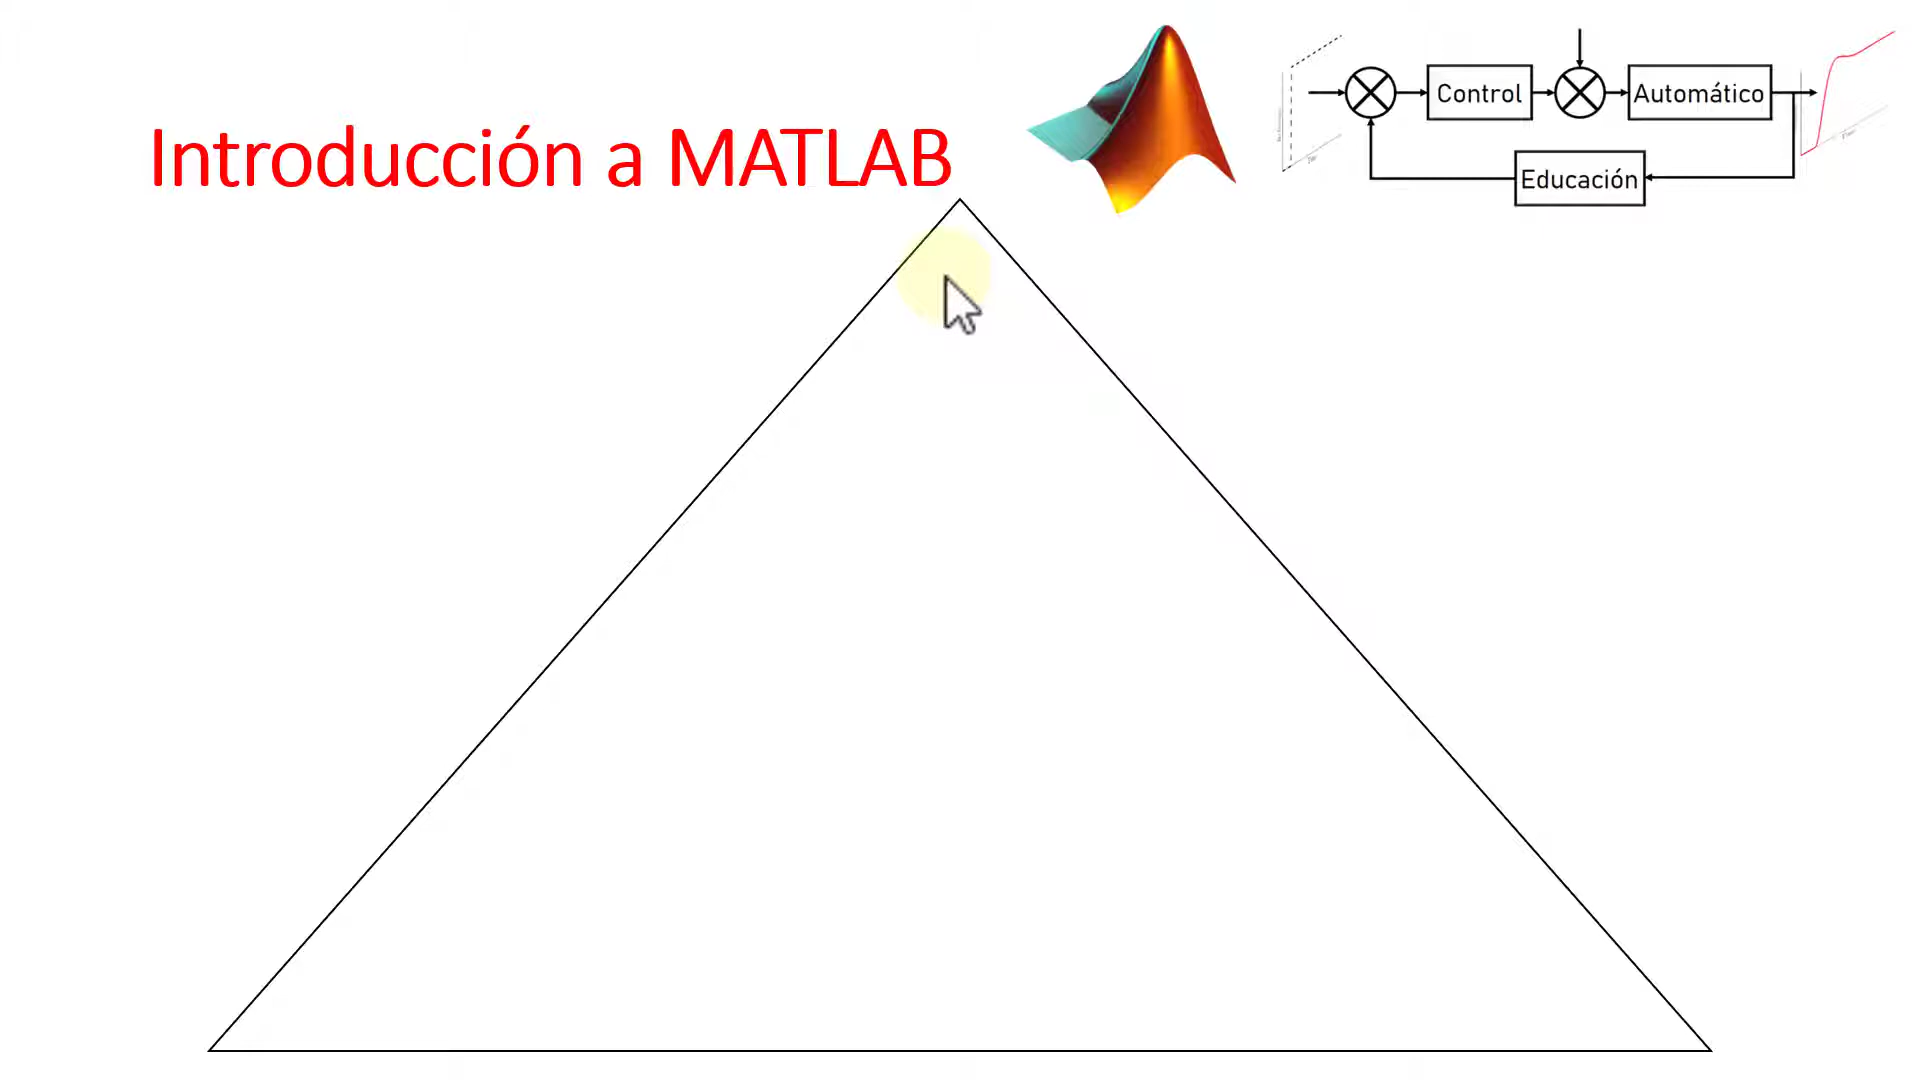 Introducción a MATLAB
Control
Automático
Educación